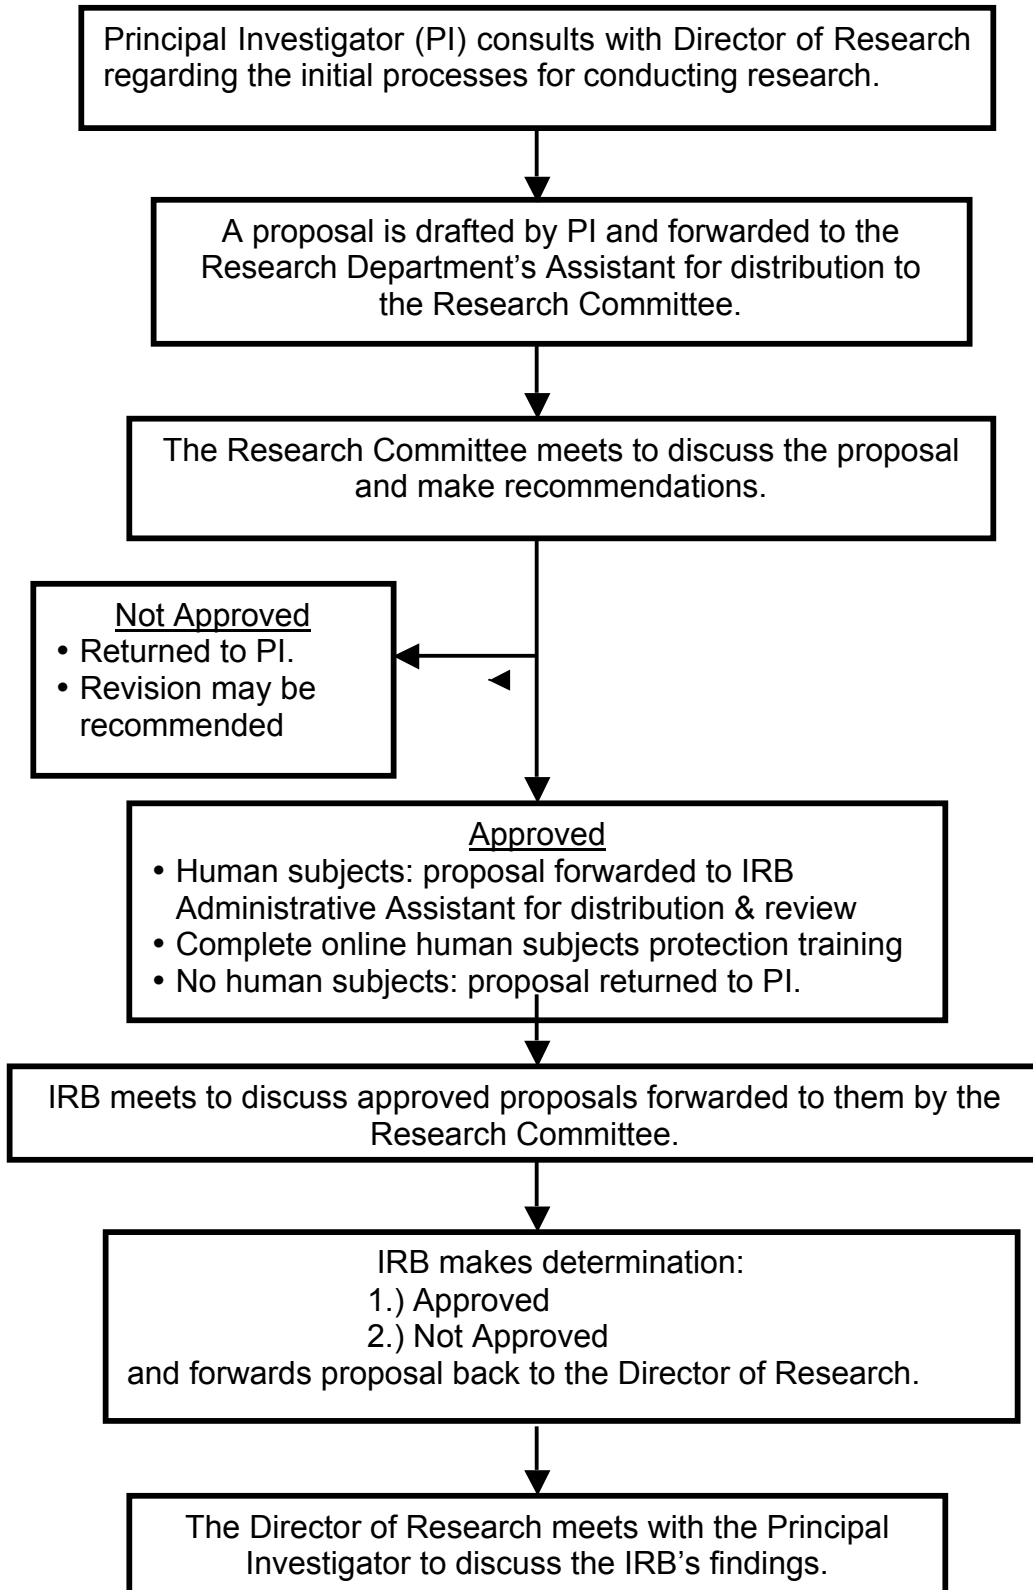 Principal Investigator (PI) consults with Director of Research
regarding the initial processes for conducting research.
A proposal is drafted by PI and forwarded to the
Research Department’s Assistant for distribution to
the Research Committee.
The Research Committee meets to discuss the proposal
and make recommendations.
Not Approved
• Returned to PI.
• Revision may be
recommended
Approved
• Human subjects: proposal forwarded to IRB
Administrative Assistant for distribution & review
• Complete online human subjects protection training
• No human subjects: proposal returned to PI.
IRB meets to discuss approved proposals forwarded to them by the
Research Committee.
IRB makes determination:
1.) Approved
2.) Not Approved
and forwards proposal back to the Director of Research.
The Director of Research meets with the Principal
Investigator to discuss the IRB’s findings.